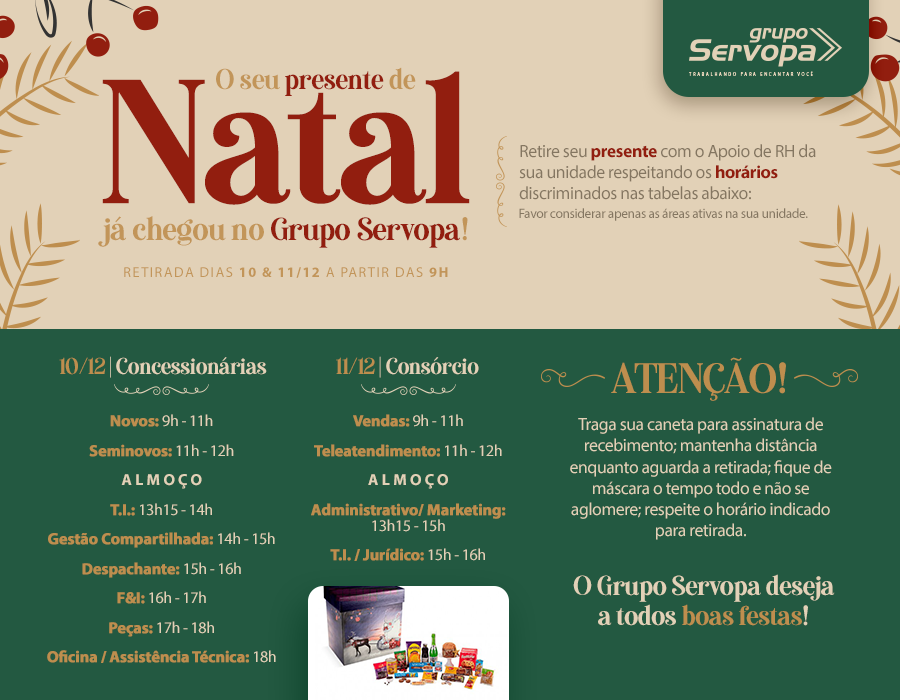 grupo
Servopa
TRABALHANDO PARA ENCANTAR VOCÊ
O seu presente de
Natal
já chegou no Grupo Servopa!
RETIRADA DIAS 10 & 11/12 A PARTIR DAS 9H
Retire seu presente com o Apoio de RH da
sua unidade respeitando os horários
discriminados nas tabelas abaixo:
Favor considerar apenas as áreas ativas na sua unidade.
10/12 | Concessionárias
Novos: 9h - 11h
Seminovos: 11h - 12h
ALMOÇO
T.I.: 13h15 - 14h
Gestão Compartilhada: 14h - 15h
Despachante: 15h - 16h
F&I: 16h - 17h
Peças: 17h - 18h
Oficina / Assistência Técnica: 18h
11/12 | Consórcio
Vendas: 9h - 11h
Teleatendimento: 11h - 12h
ALMOÇO
Administrativo/ Marketing:
13h15 - 15h
T.I. / Jurídico: 15h - 16h
ATENÇÃO!
Traga sua caneta para assinatura de
recebimento; mantenha distância
enquanto aguarda a retirada; fique de
máscara o tempo todo e não se
aglomere; respeite o horário indicado
para retirada.
O Grupo Servopa deseja
a todos boas festas!